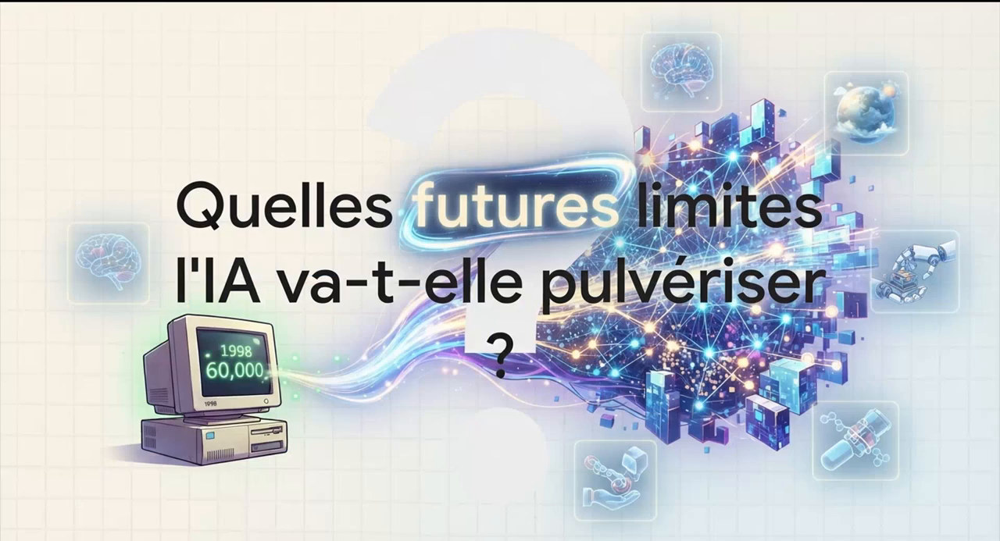 Quelles futures limites
l'IA va-t-elle pulvériser
?
1998
60,000
1998